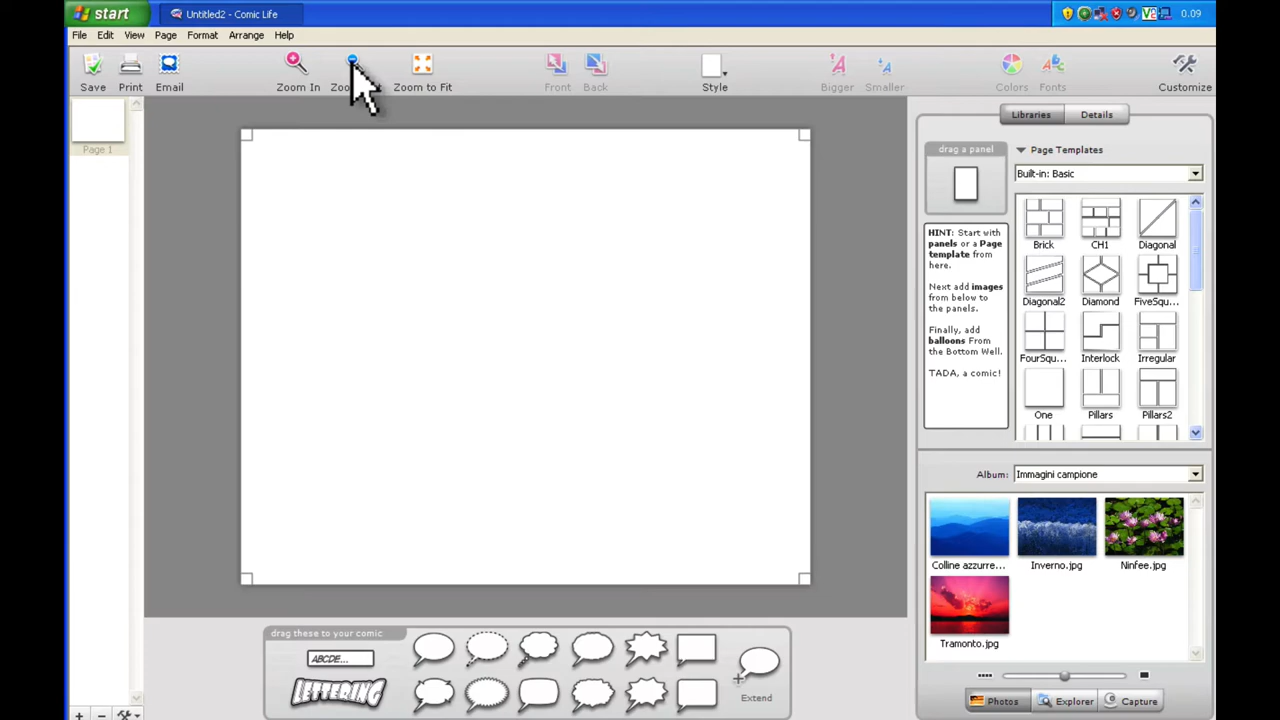 start Untitled2 - Comic Life V2 0.09
File Edit View Page Format Arrange Help
Save Print Email Zoom In Zoom to Fit Front Back Style Bigger Smaller Colors Fonts Customize
Page 1
Libraries Details
drag a panel
Page Templates
Built-in: Basic
HINT: Start with
panels or a Page
template from
here.
Next add images
from below to
the panels.
Finally, add
balloons From
the Bottom Well.
TADA, a comic!
Brick CH1 Diagonal
Diagonal2 Diamond FiveSqu...
FourSqu... Interlock Irregular
One Pillars Pillars2
Album: Immagini campione
Colline azzurre... Inverno.jpg Ninfee.jpg
Tramonto.jpg
Photos Explorer Capture
drag these to your comic
ABCDE...
LETTERING
Extend